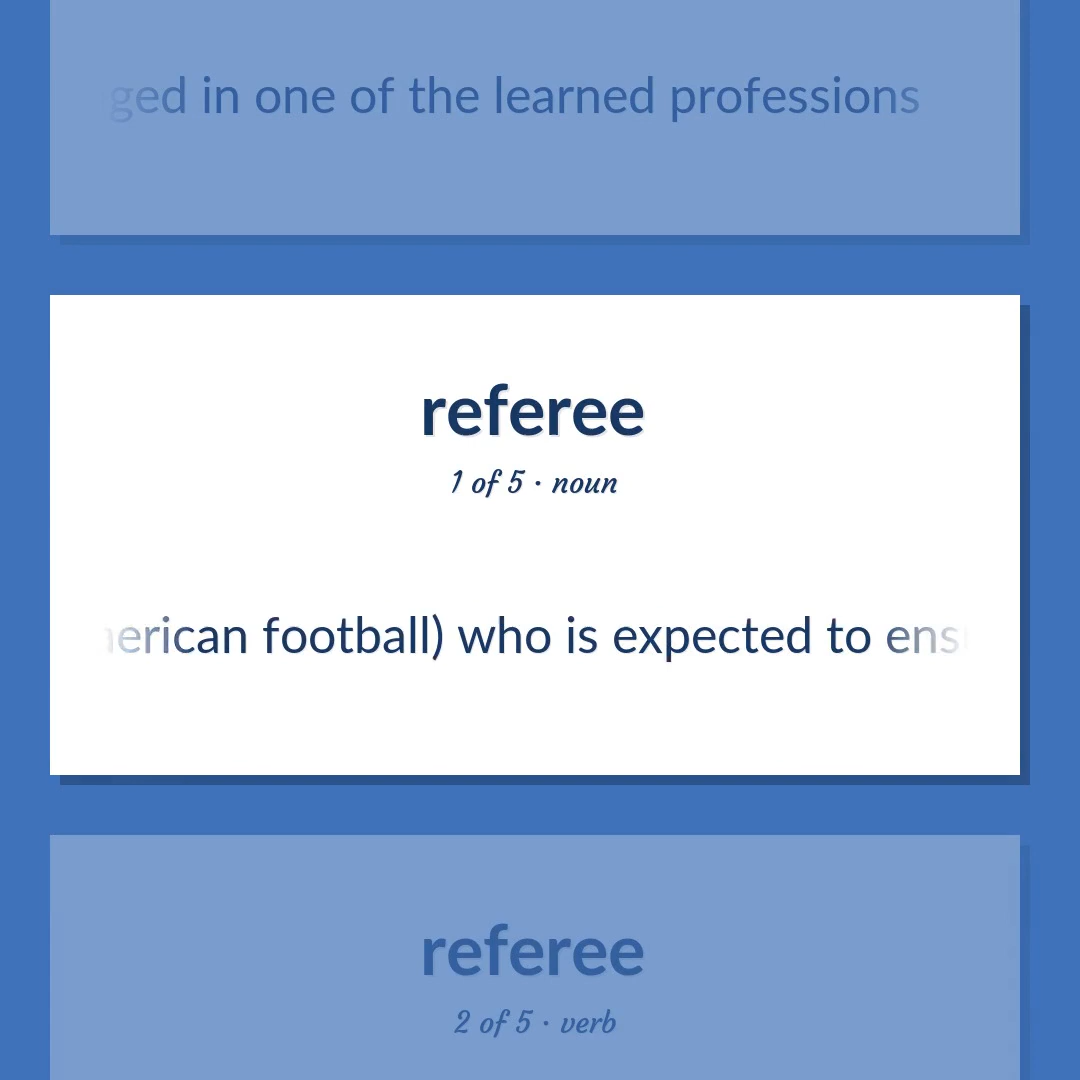 ged in one of the learned professions
referee
1 of 5 · noun
erican football) who is expected to ens
referee
2 of 5 · verb